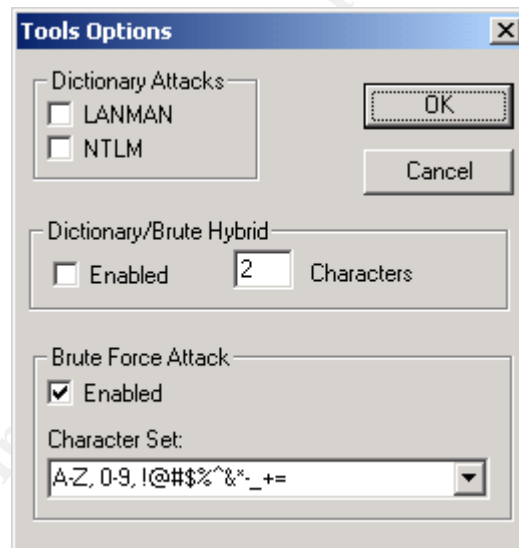 Tools Options
Dictionary Attacks
LANMAN
NTLM
OK
Cancel
Dictionary/Brute Hybrid
Enabled 2 Characters
Brute Force Attack
Enabled
Character Set:
A-Z, 0-9, !@#$%^&*-_+=